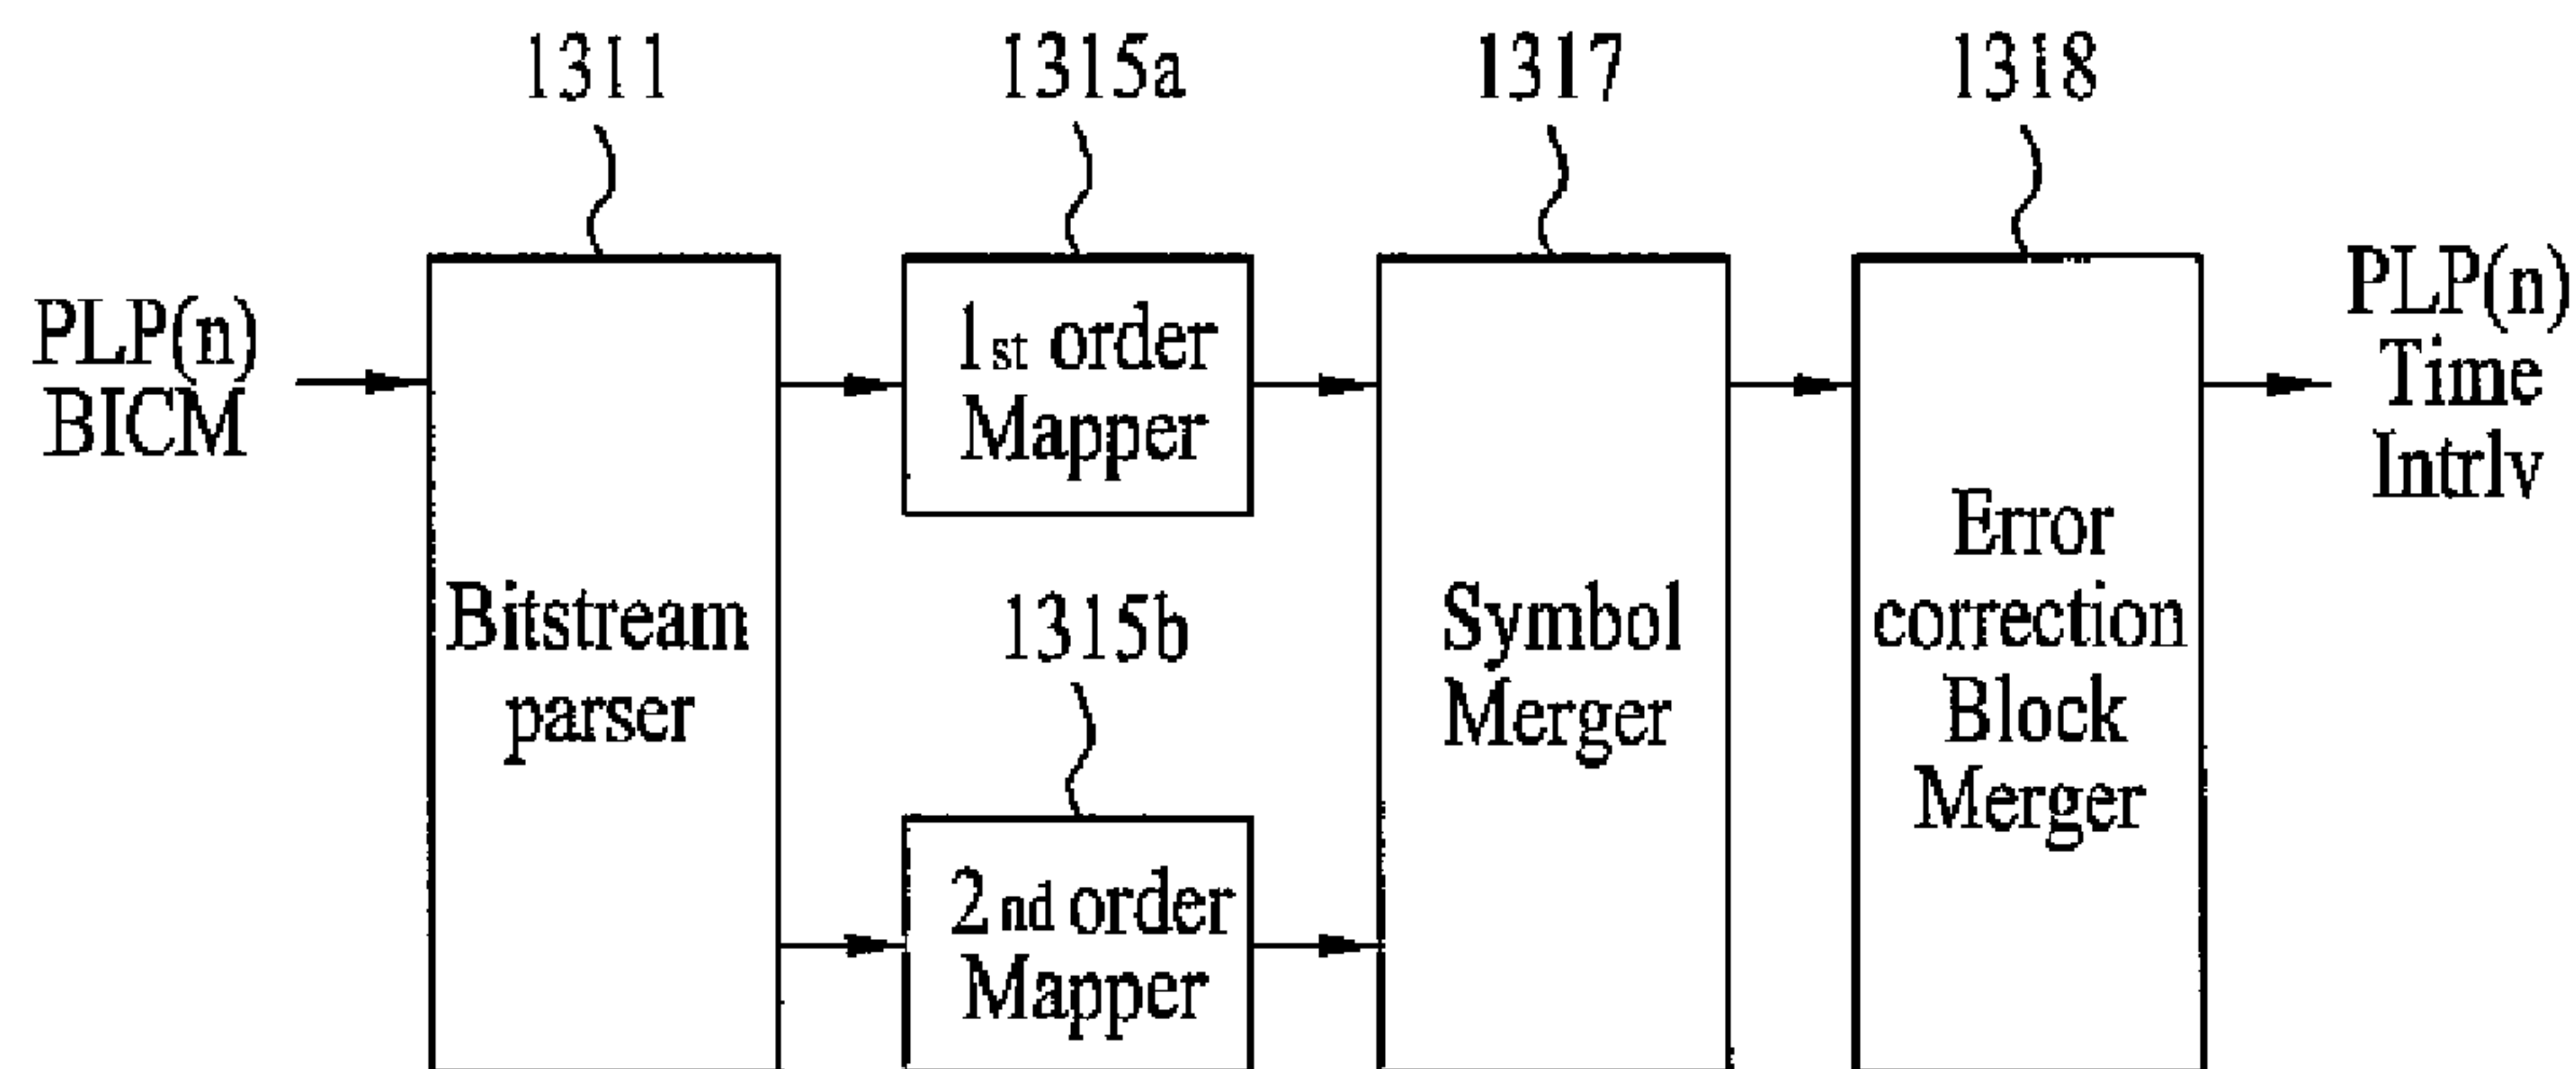 1311
1315a
1317
1318
PLP(n)
BICM
Bitstream
parser
1st order
Mapper
1315b
2nd order
Mapper
Symbol
Merger
Error
correction
Block
Merger
PLP(n)
Time
Intrlv